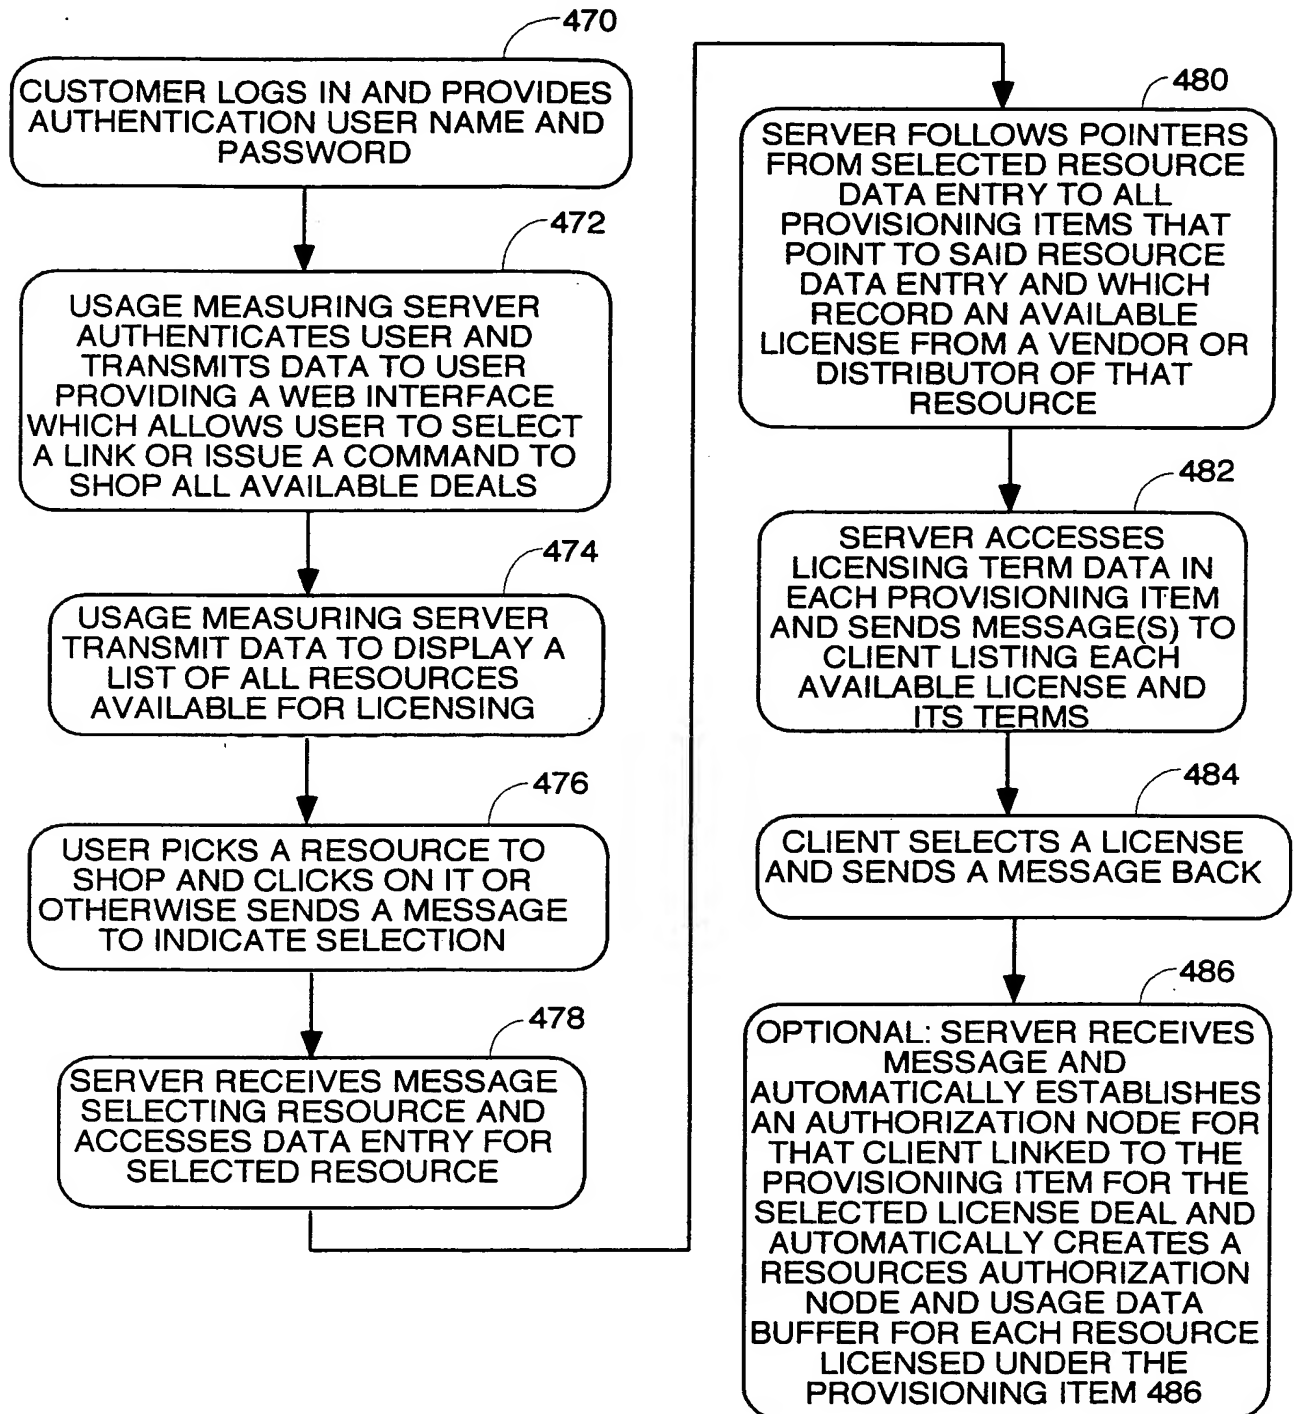 470
CUSTOMER LOGS IN AND PROVIDES
AUTHENTICATION USER NAME AND
PASSWORD
472
USAGE MEASURING SERVER
AUTHENTICATES USER AND
TRANSMITS DATA TO USER
PROVIDING A WEB INTERFACE
WHICH ALLOWS USER TO SELECT
A LINK OR ISSUE A COMMAND TO
SHOP ALL AVAILABLE DEALS
474
USAGE MEASURING SERVER
TRANSMIT DATA TO DISPLAY A
LIST OF ALL RESOURCES
AVAILABLE FOR LICENSING
476
USER PICKS A RESOURCE TO
SHOP AND CLICKS ON IT OR
OTHERWISE SENDS A MESSAGE
TO INDICATE SELECTION
478
SERVER RECEIVES MESSAGE
SELECTING RESOURCE AND
ACCESSES DATA ENTRY FOR
SELECTED RESOURCE
480
SERVER FOLLOWS POINTERS
FROM SELECTED RESOURCE
DATA ENTRY TO ALL
PROVISIONING ITEMS THAT
POINT TO SAID RESOURCE
DATA ENTRY AND WHICH
RECORD AN AVAILABLE
LICENSE FROM A VENDOR OR
DISTRIBUTOR OF THAT
RESOURCE
482
SERVER ACCESSES
LICENSING TERM DATA IN
EACH PROVISIONING ITEM
AND SENDS MESSAGE(S) TO
CLIENT LISTING EACH
AVAILABLE LICENSE AND
ITS TERMS
484
CLIENT SELECTS A LICENSE
AND SENDS A MESSAGE BACK
486
OPTIONAL: SERVER RECEIVES
MESSAGE AND
AUTOMATICALLY ESTABLISHES
AN AUTHORIZATION NODE FOR
THAT CLIENT LINKED TO THE
PROVISIONING ITEM FOR THE
SELECTED LICENSE DEAL AND
AUTOMATICALLY CREATES A
RESOURCES AUTHORIZATION
NODE AND USAGE DATA
BUFFER FOR EACH RESOURCE
LICENSED UNDER THE
PROVISIONING ITEM 486